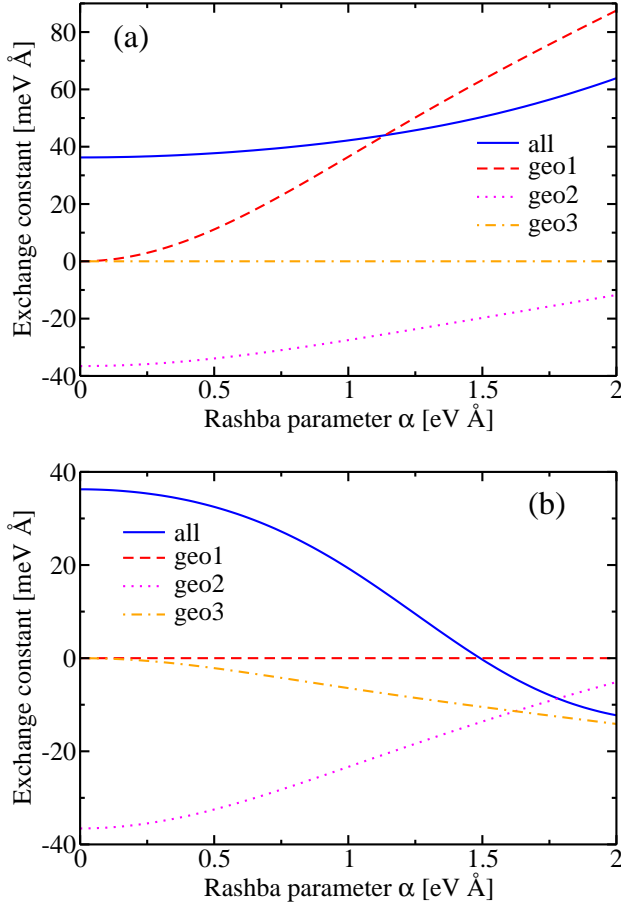 (a)
Exchange constant [meV Å]
80
60
40
20
0
-20
-40
all
geo1
geo2
geo3
0
0.5
1
1.5
2
Rashba parameter α [eV Å]
(b)
Exchange constant [meV Å]
40
20
0
-20
-40
all
geo1
geo2
geo3
0
0.5
1
1.5
2
Rashba parameter α [eV Å]